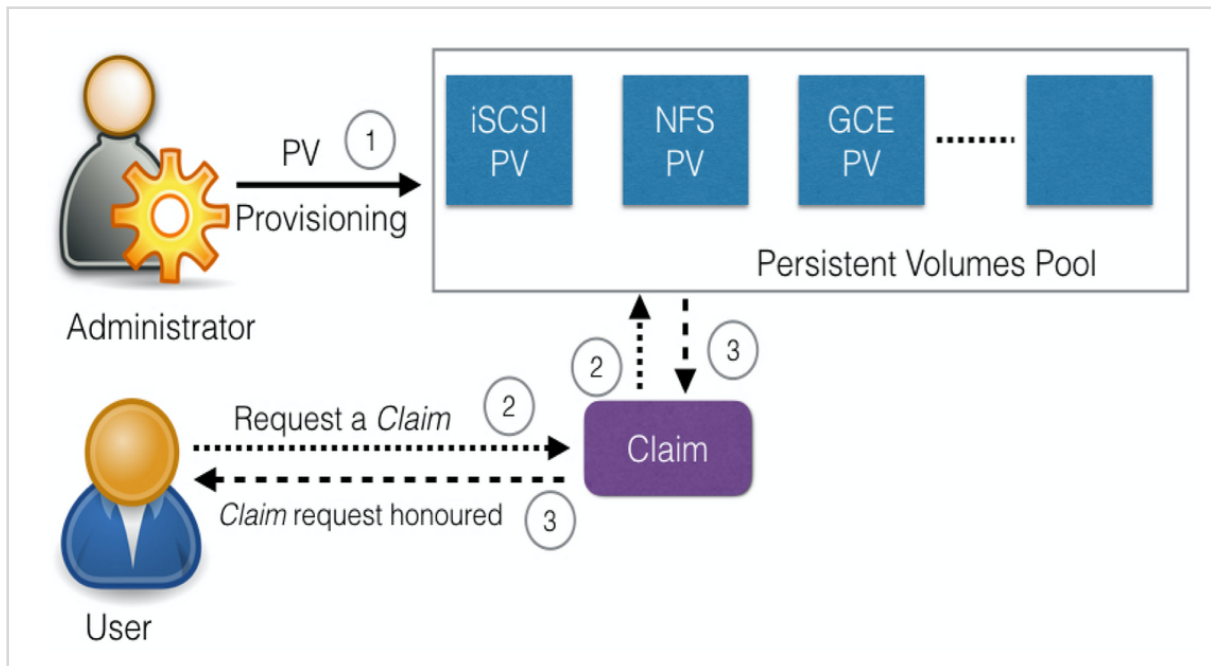 iSCSI
PV
NFS
PV
GCE
PV
PV
1
Provisioning
Persistent Volumes Pool
Administrator
2
3
Request a Claim
2
Claim
Claim request honoured
3
User